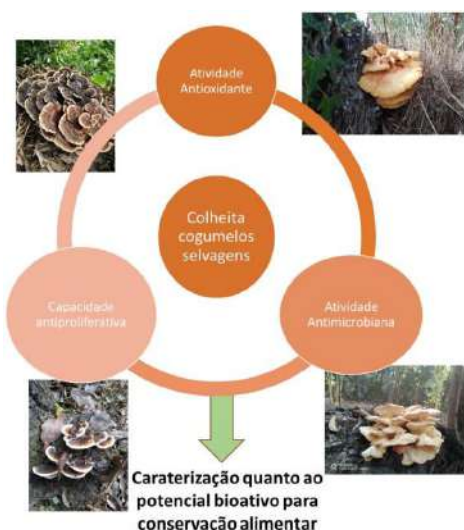 Atividade
Antioxidante
Colheita
cogumelos
selvagens
Capacidade
antiproliferativa
Atividade
Antimicrobiana
Caraterização quanto ao
potencial bioativo para
conservação alimentar